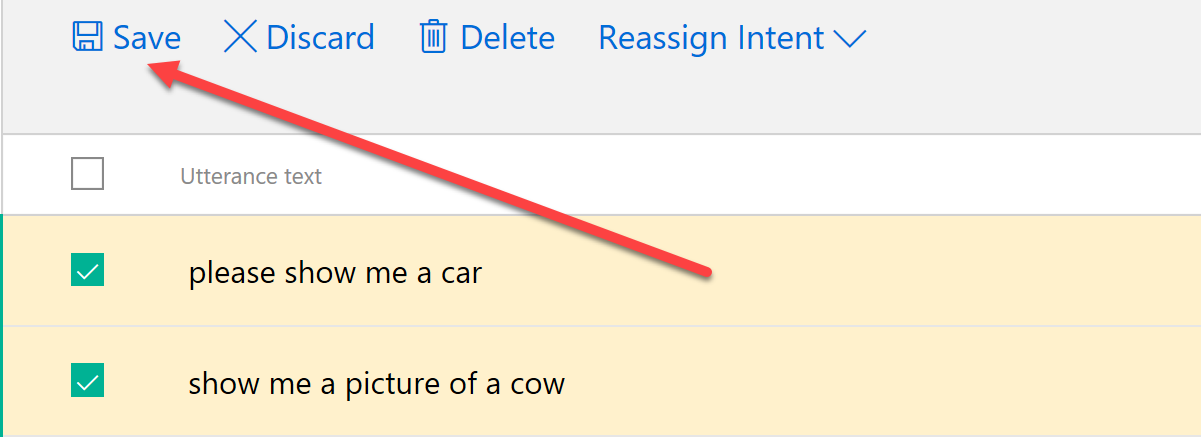 Save Discard Delete Reassign Intent
Utterance text
please show me a car
show me a picture of a cow